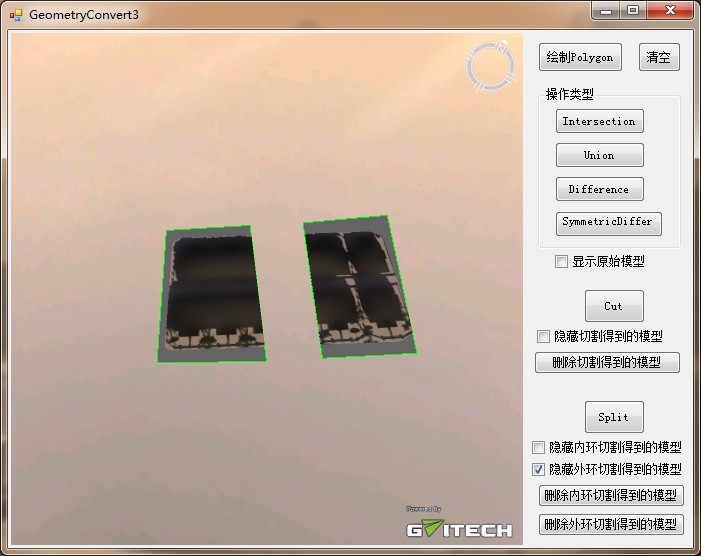 GeometryConvert3
绘制Polygon
清空
操作类型
Intersection
Union
Difference
SymmetricDiffer
显示原始模型
Cut
隐藏切割得到的模型
删除切割得到的模型
Split
隐藏内环切割得到的模型
隐藏外环切割得到的模型
删除内环切割得到的模型
删除外环切割得到的模型
Powered By
GVITECH